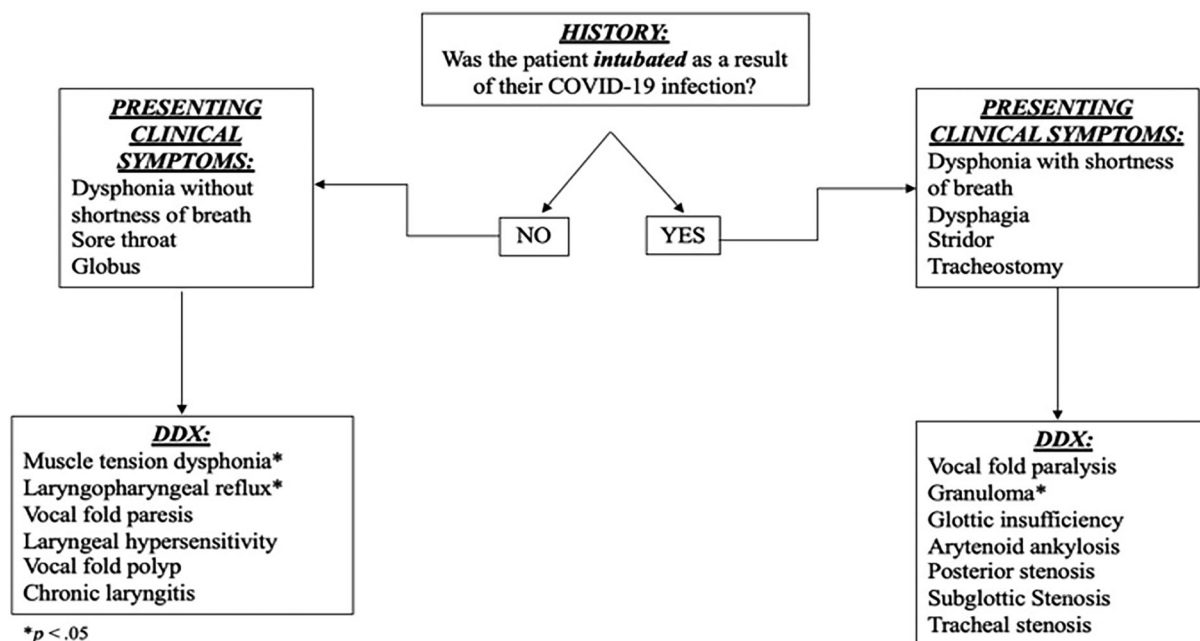 HISTORY:
Was the patient intubated as a result
of their COVID-19 infection?
NO
YES
PRESENTING
CLINICAL
SYMPTOMS:
Dysphonia without
shortness of breath
Sore throat
Globus
PRESENTING
CLINICAL SYMPTOMS:
Dysphonia with shortness
of breath
Dysphagia
Stridor
Tracheostomy
DDX:
Muscle tension dysphonia*
Laryngopharyngeal reflux*
Vocal fold paresis
Laryngeal hypersensitivity
Vocal fold polyp
Chronic laryngitis
*p < .05
DDX:
Vocal fold paralysis
Granuloma*
Glottic insufficiency
Arytenoid ankylosis
Posterior stenosis
Subglottic Stenosis
Tracheal stenosis